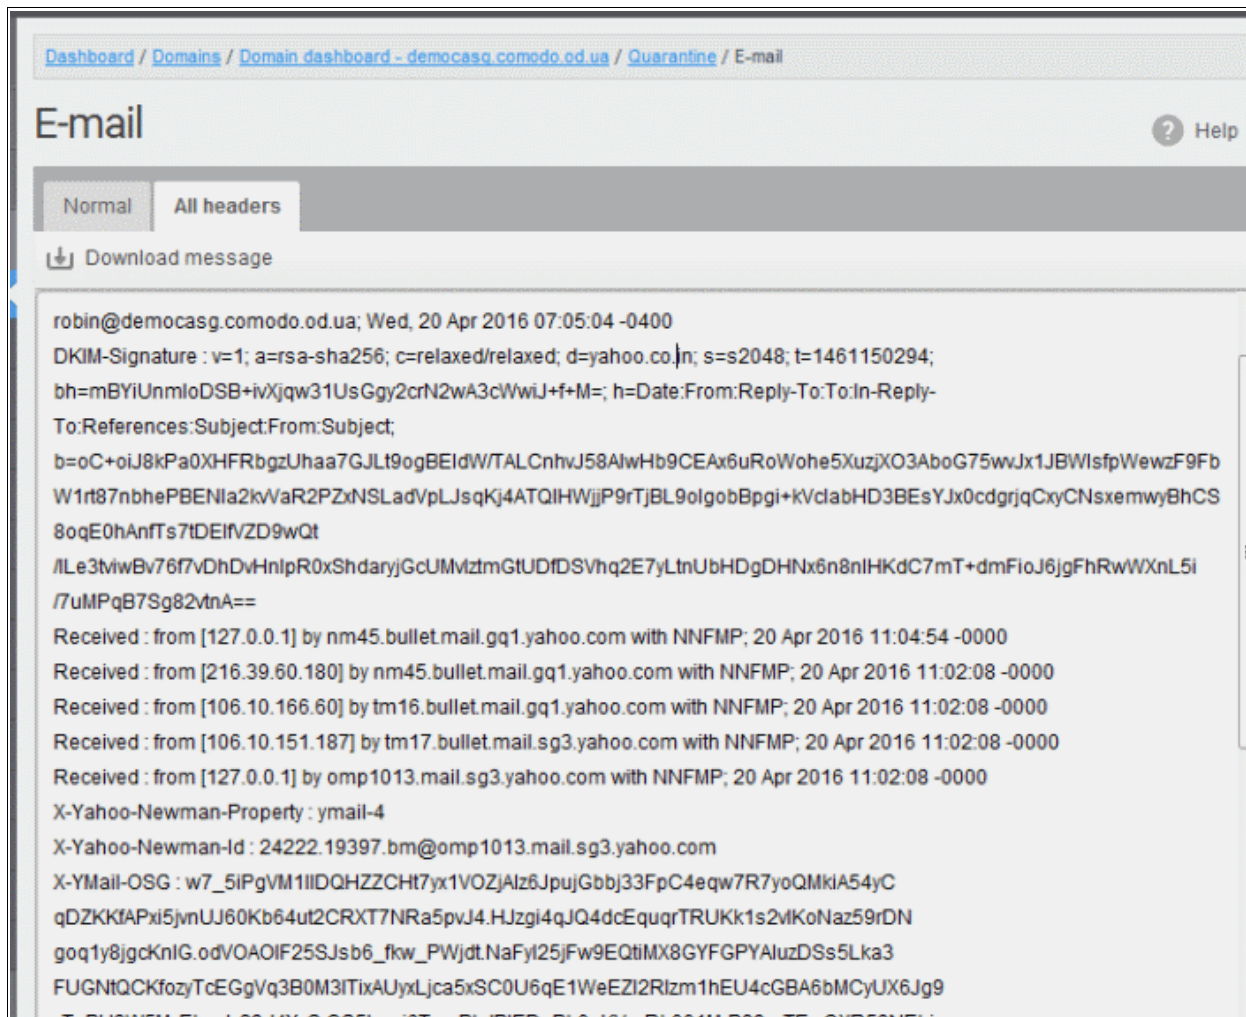 Dashboard / Domains / Domain dashboard - democasg.comodo.od.ua / Quarantine / E-mail
E-mail
Help
Normal
All headers
Download message
robin@democasg.comodo.od.ua; Wed, 20 Apr 2016 07:05:04 -0400
DKIM-Signature : v=1; a=rsa-sha256; c=relaxed/relaxed; d=yahoo.co.in; s=s2048; t=1461150294;
bh=mBYiUnmIoDSB+ivXjqw31UsGgy2crN2wA3cWwiJ+f+M=; h=Date:From:Reply-To:To:In-Reply-
To:References:Subject:From:Subject;
b=oC+oiJ8kPa0XHFRbgzUhaa7GJLt9ogBEIdW/TALCnhvJ58AlwHb9CEAx6uRoWohe5XuzjXO3AboG75wvJx1JBWIsfpWewzF9Fb
W1rt87nbhePBENIa2kvVaR2PZxNSLadVpLJsqKj4ATQIHWjjP9rTjBL9oIgobBpgi+kVclabHD3BEsYJx0cdgrjqCxyCNsxemwyBhCS
8oqE0hAnfTs7tDEIfVZD9wQt
/ILe3tviwBv76f7vDhDvHnlpR0xShdaryjGcUMvlztmGtUDfDSVhq2E7yLtnUbHDgDHNx6n8nIHKdC7mT+dmFioJ6jgFhRwWXnL5i
/7uMPqB7Sg82vtnA==
Received : from [127.0.0.1] by nm45.bullet.mail.gq1.yahoo.com with NNFMP; 20 Apr 2016 11:04:54 -0000
Received : from [216.39.60.180] by nm45.bullet.mail.gq1.yahoo.com with NNFMP; 20 Apr 2016 11:02:08 -0000
Received : from [106.10.166.60] by tm16.bullet.mail.gq1.yahoo.com with NNFMP; 20 Apr 2016 11:02:08 -0000
Received : from [106.10.151.187] by tm17.bullet.mail.sg3.yahoo.com with NNFMP; 20 Apr 2016 11:02:08 -0000
Received : from [127.0.0.1] by omp1013.mail.sg3.yahoo.com with NNFMP; 20 Apr 2016 11:02:08 -0000
X-Yahoo-Newman-Property : ymail-4
X-Yahoo-Newman-Id : 24222.19397.bm@omp1013.mail.sg3.yahoo.com
X-YMail-OSG : w7_5iPgVM1lIDQHZZCHt7yx1VOZjAlz6JpujGbbj33FpC4eqw7R7yoQMkiA54yC
qDZKKfAPxi5jvnUJ60Kb64ut2CRXT7NRa5pvJ4.HJzgi4qJQ4dcEquqrTRUKk1s2vlKoNaz59rDN
goq1y8jgcKnIG.odVOAOIF25SJsb6_fkw_PWjdt.NaFyl25jFw9EQtiMX8GYFGPYAluzDSs5Lka3
FUGNtQCKfozyTcEGgVq3B0M3ITixAUyxLjca5xSC0U6qE1WeEZI2Rlzm1hEU4cGBA6bMCyUX6Jg9